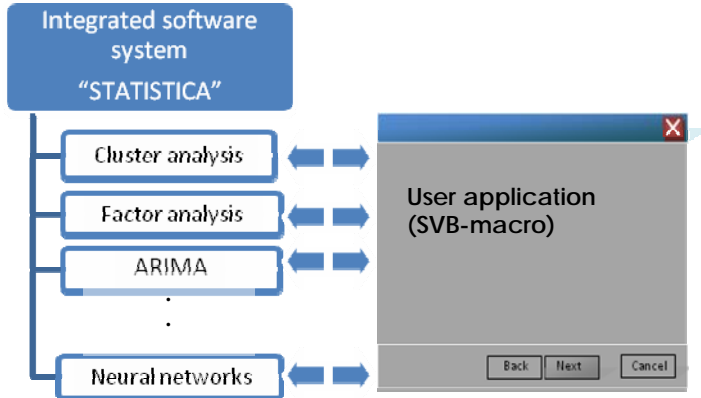 Integrated software
system
"STATISTICA"
Cluster analysis
Factor analysis
ARIMA
.
.
Neural networks
X
User application
(SVB-macro)
Back Next Cancel